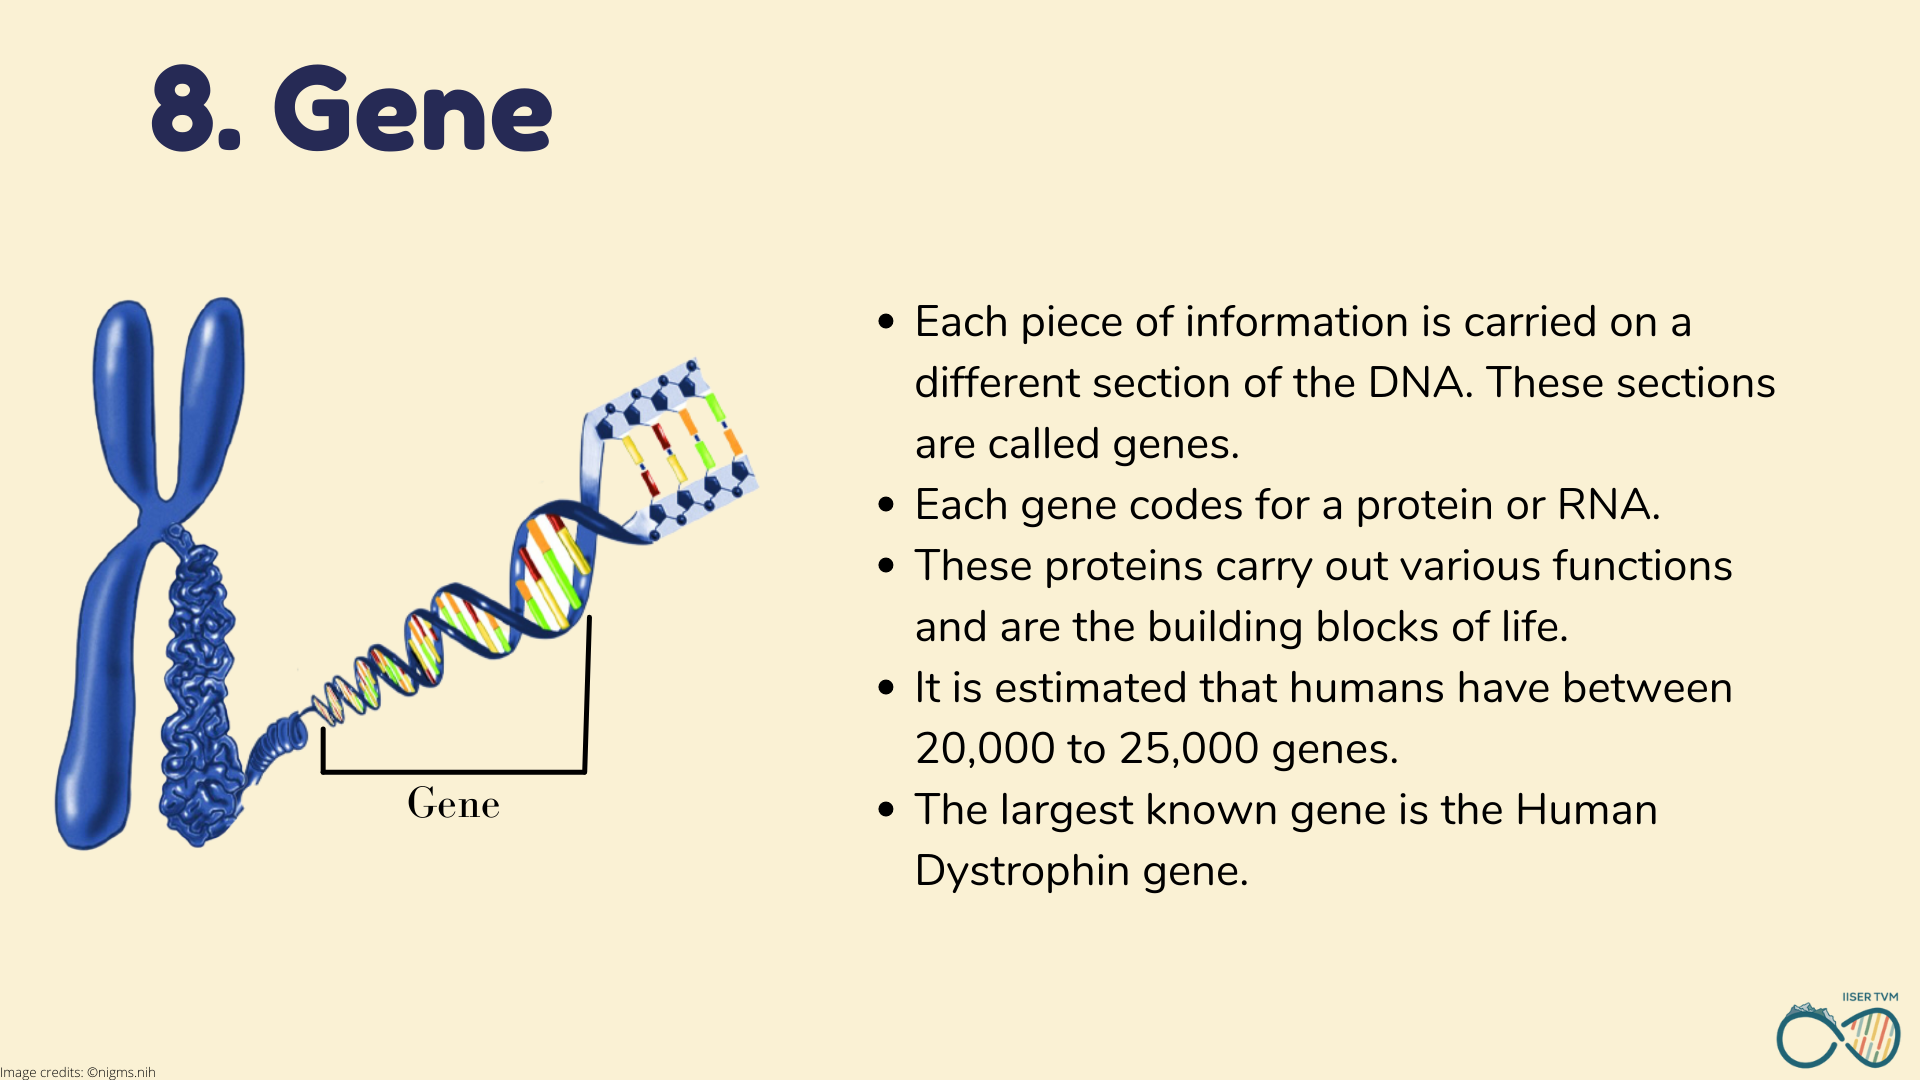 8. Gene
• Each piece of information is carried on a
different section of the DNA. These sections
are called genes.
• Each gene codes for a protein or RNA.
• These proteins carry out various functions
and are the building blocks of life.
• It is estimated that humans have between
20,000 to 25,000 genes.
• The largest known gene is the Human
Dystrophin gene.
Gene
IISER TVM
Image credits: ©nigms.nih